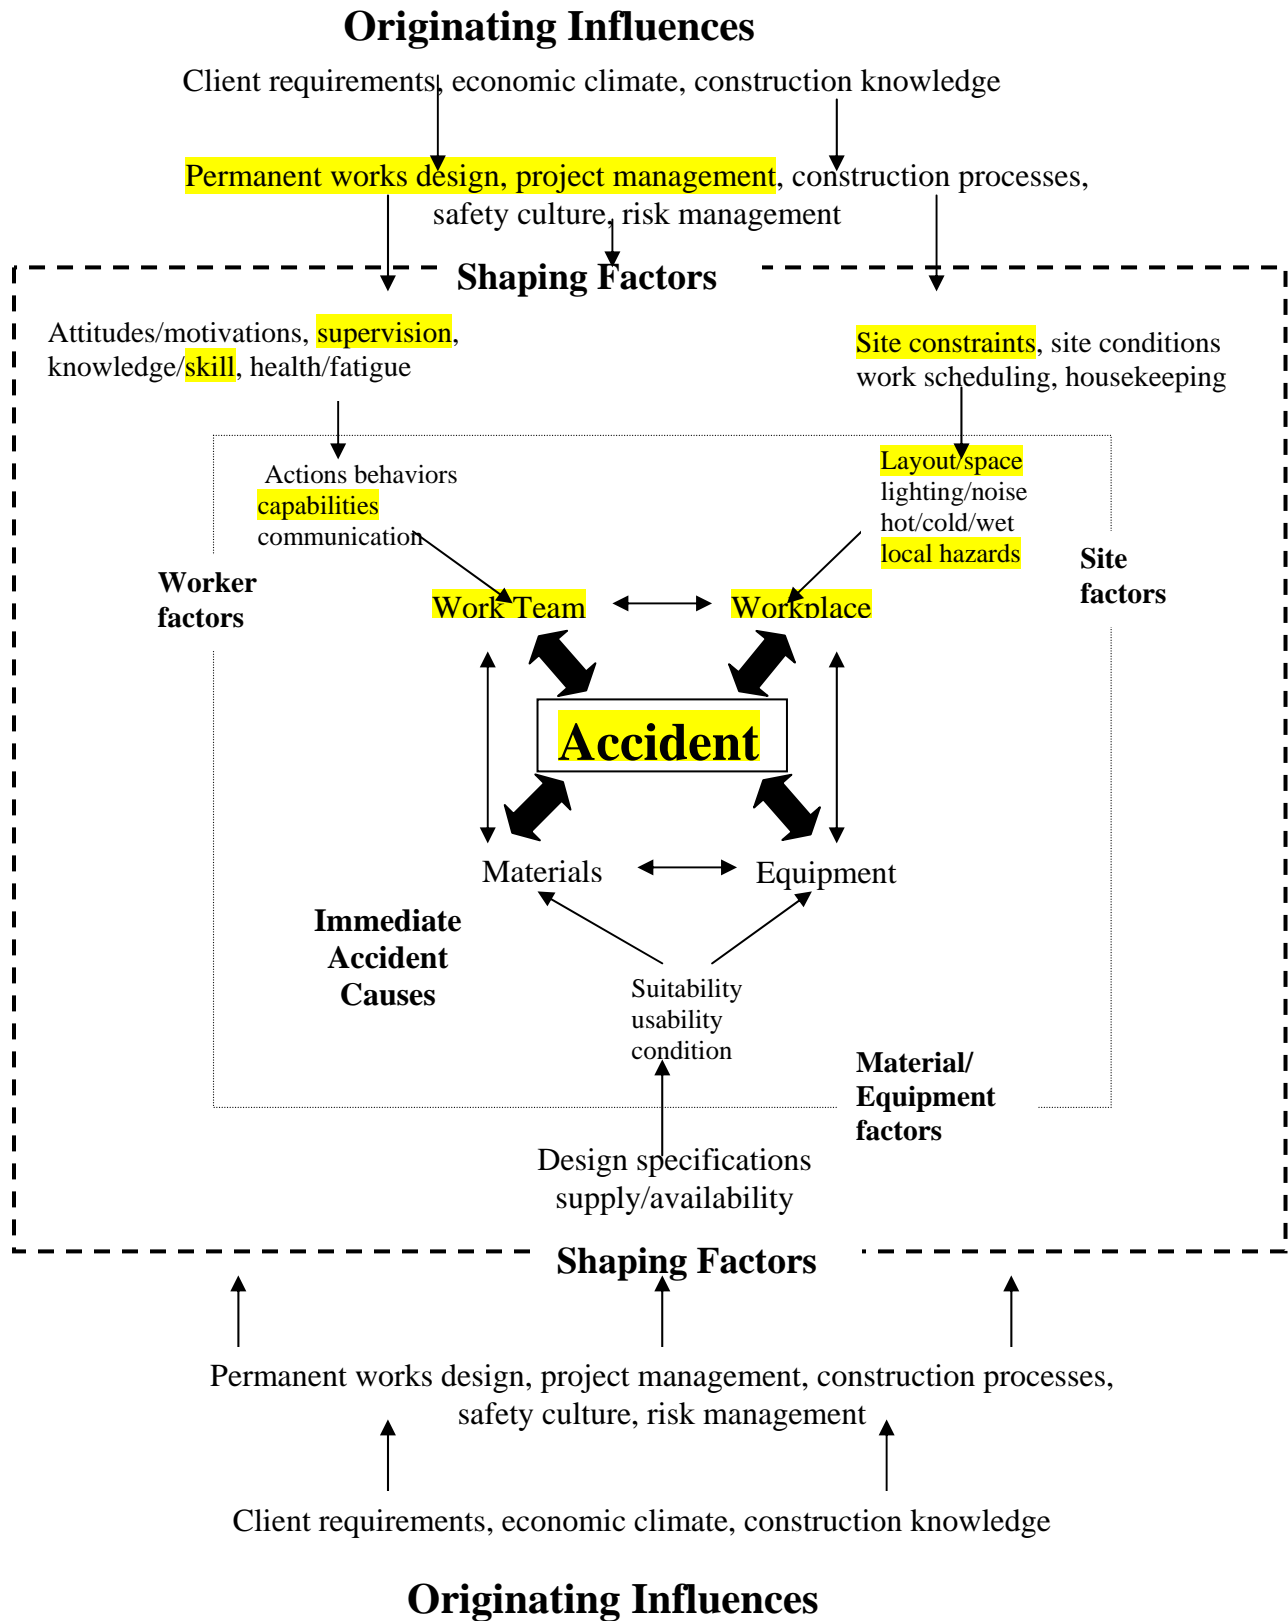 Originating Influences
Client requirements, economic climate, construction knowledge
Permanent works design, project management, construction processes,
safety culture, risk management
Shaping Factors
Attitudes/motivations, supervision,
knowledge/skill, health/fatigue
Site constraints, site conditions
work scheduling, housekeeping
Actions behaviors
capabilities
communication
Layout/space
lighting/noise
hot/cold/wet
local hazards
Worker
factors
Site
factors
Work Team
Workplace
Accident
Materials
Equipment
Immediate
Accident
Causes
Suitability
usability
condition
Material/
Equipment
factors
Design specifications
supply/availability
Shaping Factors
Permanent works design, project management, construction processes,
safety culture, risk management
Client requirements, economic climate, construction knowledge
Originating Influences